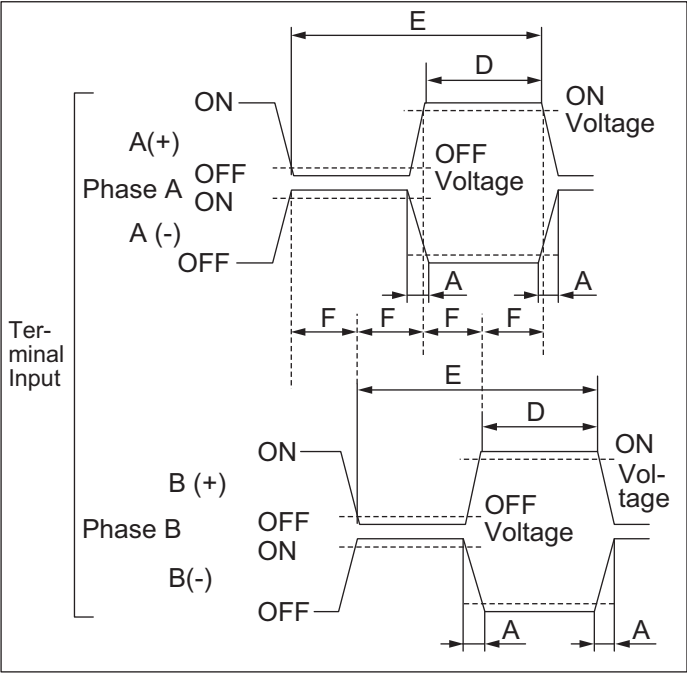 E
D
ON
ON
Voltage
A(+)
OFF
Voltage
OFF
Phase A
ON
A (-)
OFF
A
A
F
F
F
F
Ter-
minal
Input
E
D
ON
ON
Vol-
tage
B (+)
OFF
Voltage
OFF
Phase B
ON
B(-)
OFF
A
A